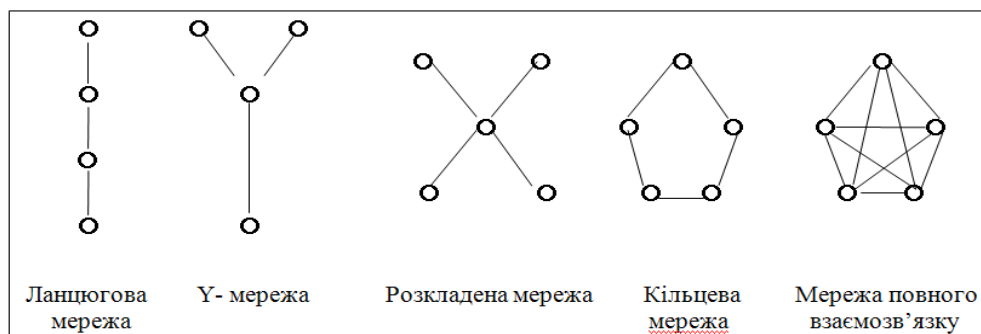 Ланцюгова
мережа
Y- мережа
Розкладена мережа
Кільцева
мережа
Мережа повного
взаємозв’язку